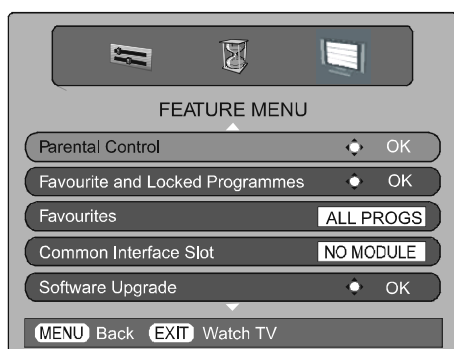 FEATURE MENU
Parental Control OK
Favourite and Locked Programmes OK
Favourites ALL PROGS
Common Interface Slot NO MODULE
Software Upgrade OK
MENU Back EXIT Watch TV